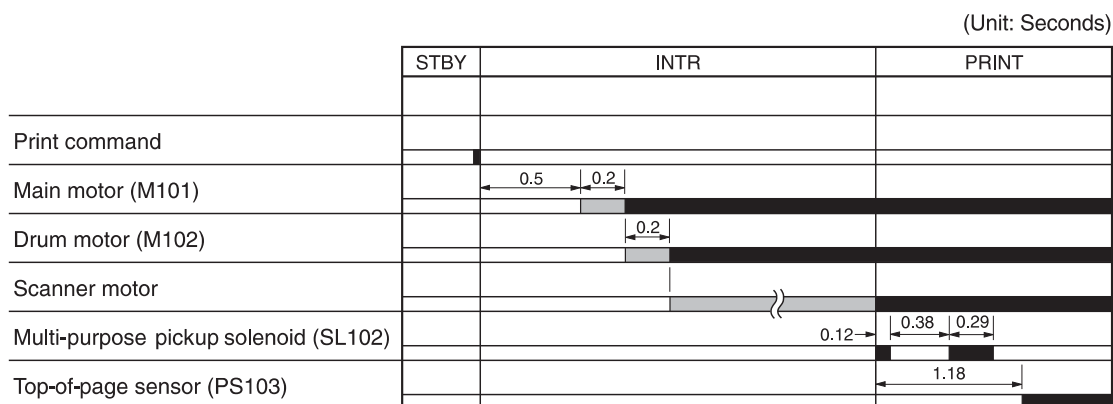 (Unit: Seconds)
STBY INTR PRINT
Print command
Main motor (M101) 0.5 0.2
Drum motor (M102) 0.2
Scanner motor
Multi-purpose pickup solenoid (SL102) 0.12 0.38 0.29
Top-of-page sensor (PS103) 1.18